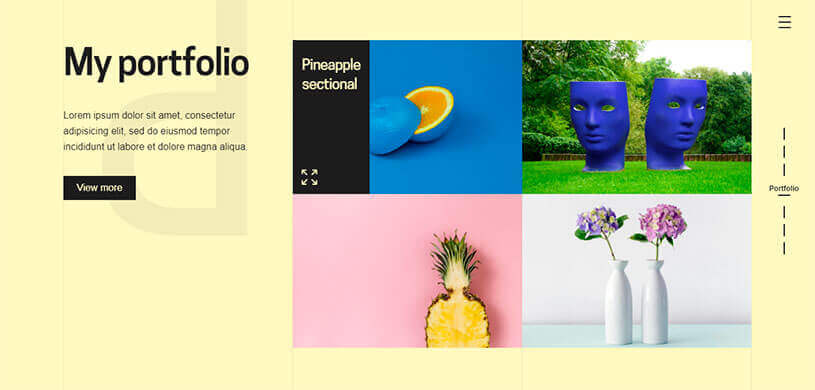 My portfolio
Lorem ipsum dolor sit amet, consectetur
adipisicing elit, sed do eiusmod tempor
incididunt ut labore et dolore magna aliqua.
View more
Pineapple
sectional
Portfolio